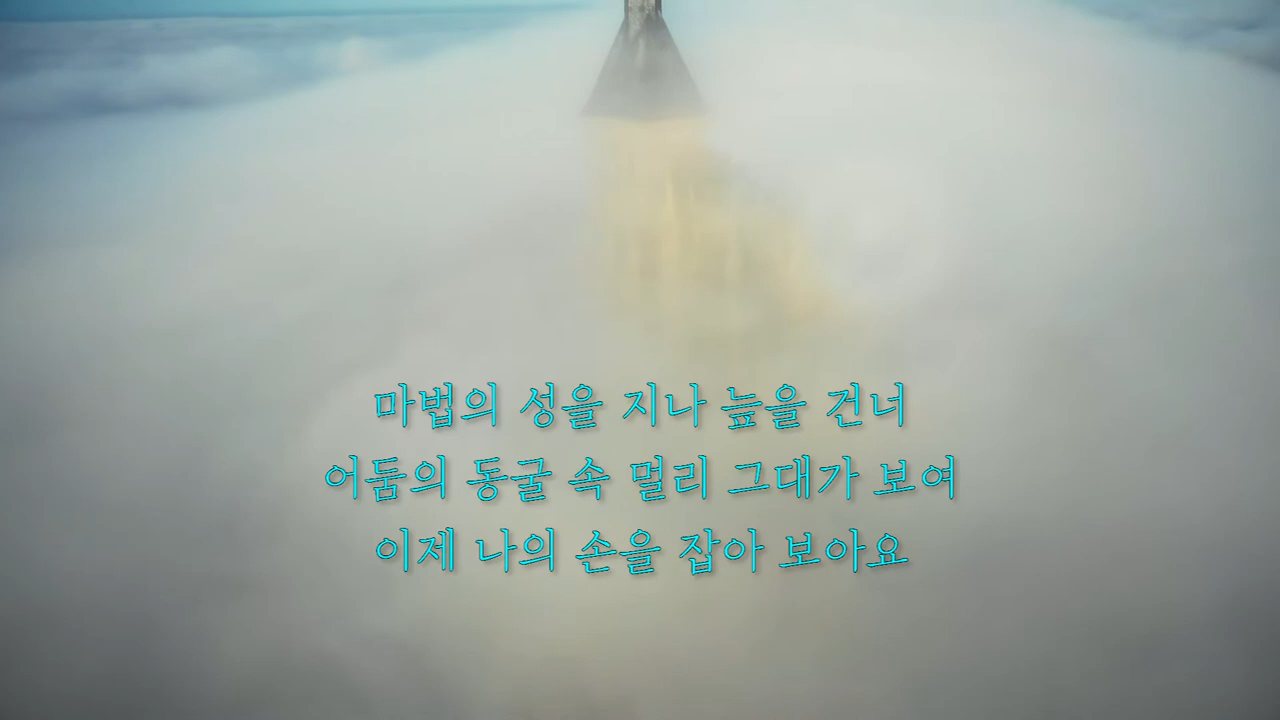 마법의 성을 지나 늪을 건너
어둠의 동굴 속 멀리 그대가 보여
이제 나의 손을 잡아 보아요